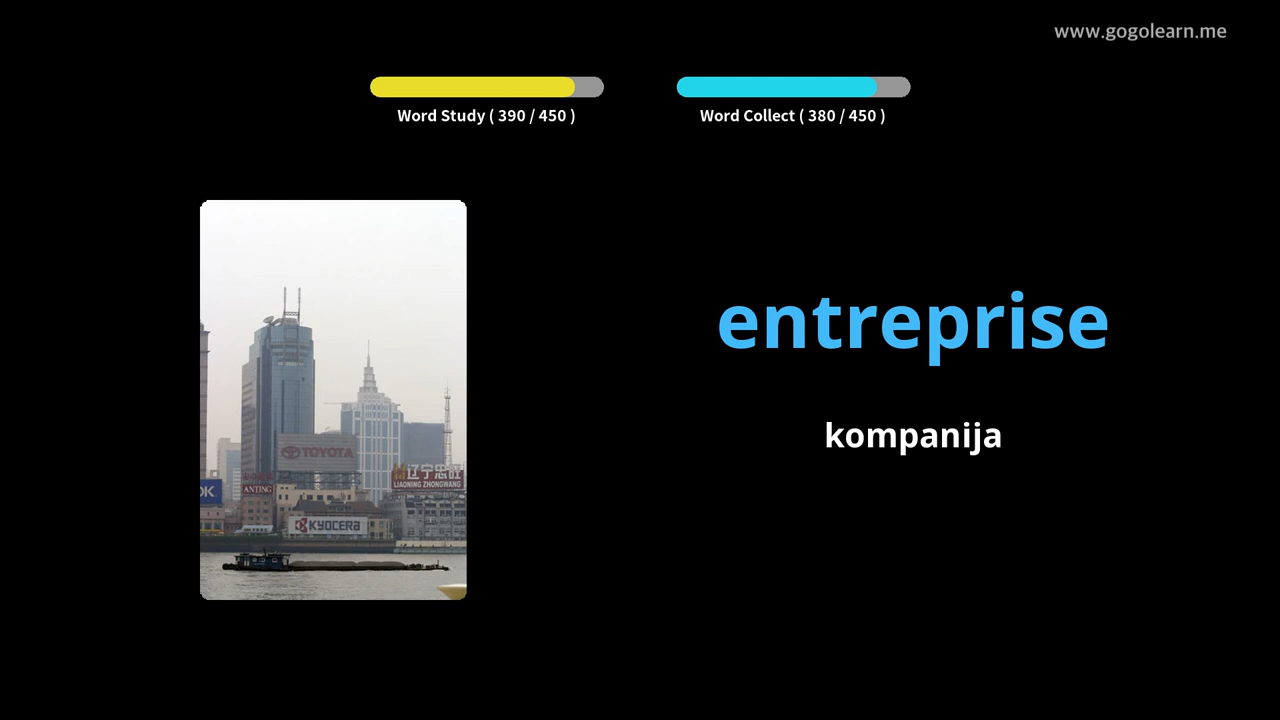 www.gogolearn.me
Word Study ( 390 / 450 )
Word Collect ( 380 / 450 )
entreprise
kompanija
TOYOTA
辽宁忠旺
LIAONING ZHONGWANG
ANTING
KYOCERA